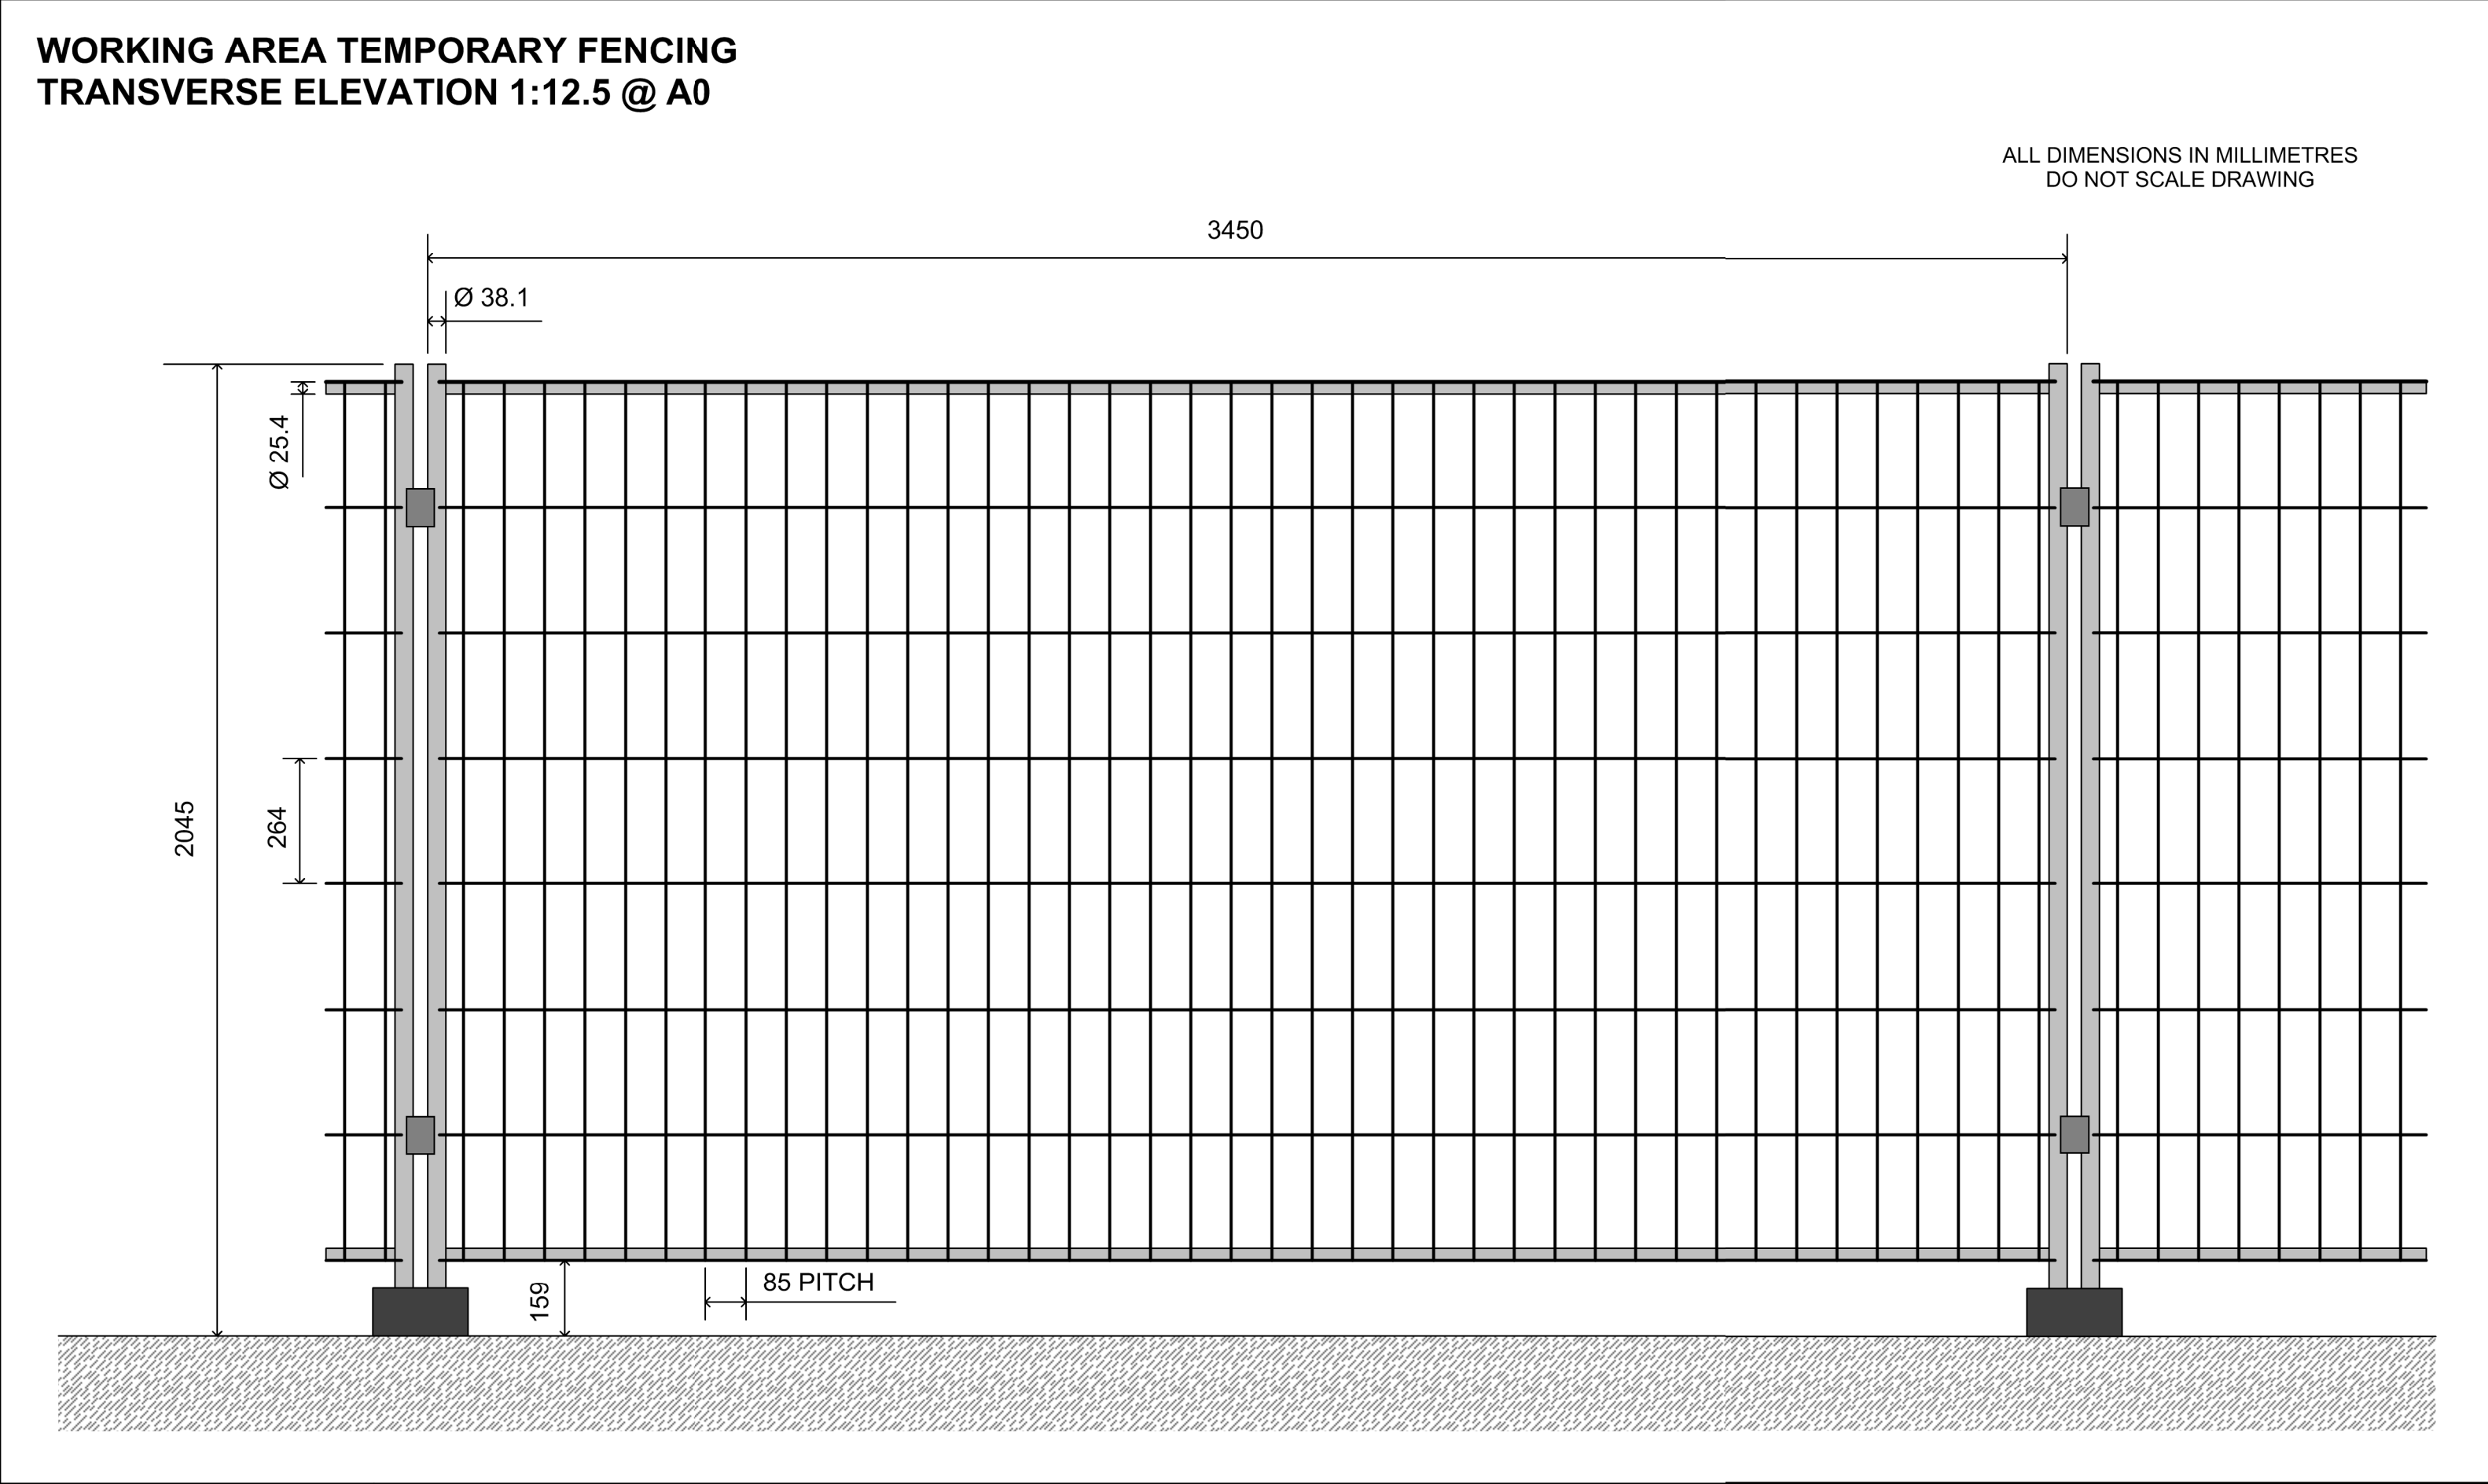 WORKING AREA TEMPORARY FENCING
TRANSVERSE ELEVATION 1:12.5 @ A0
ALL DIMENSIONS IN MILLIMETRES
DO NOT SCALE DRAWING
3450
Ø 38.1
Ø 25.4
2045
264
159
85 PITCH